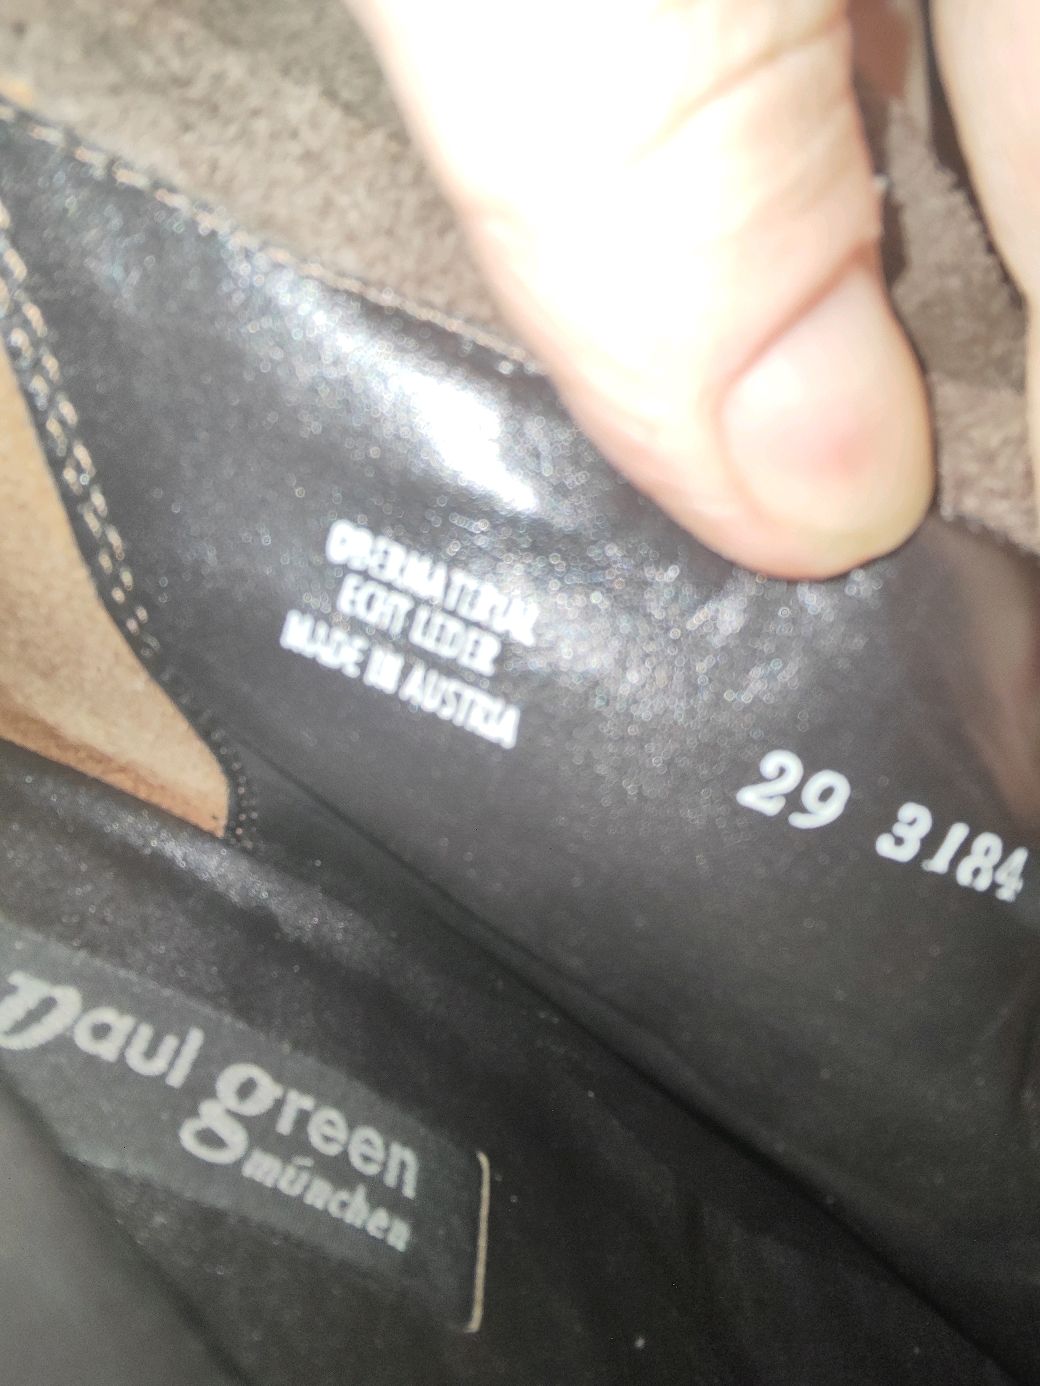 OBERMATERIAL
ECHT LEDER
MADE IN AUSTRIA
29 3184
paul green
münchen